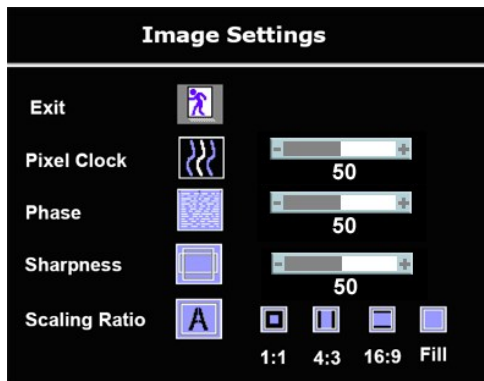 Image Settings
Exit
Pixel Clock
- +
50
Phase
- +
50
Sharpness
- +
50
Scaling Ratio A
1:1 4:3 16:9 Fill